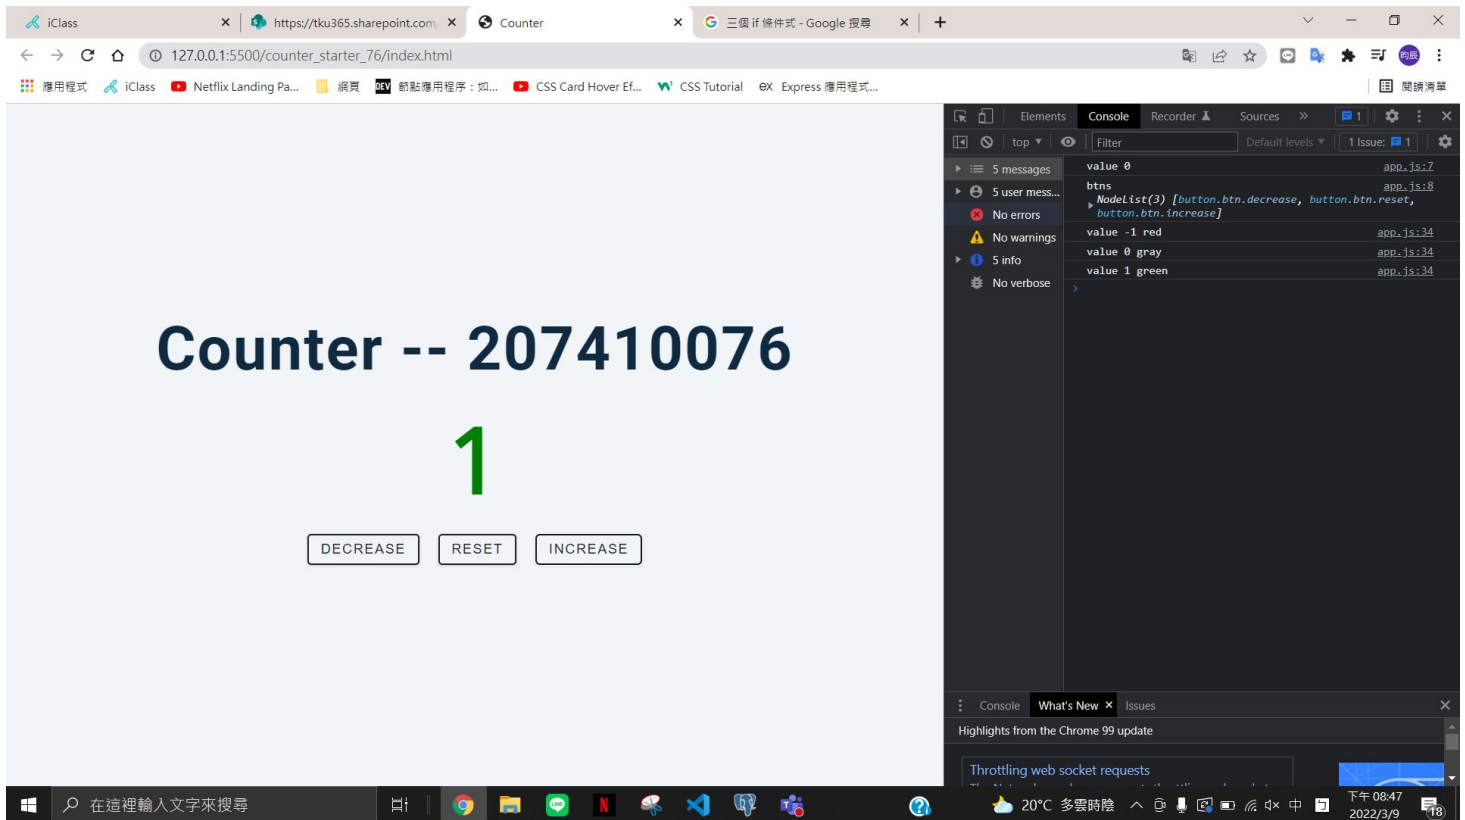 iClass
https://tku365.sharepoint.com/
Counter
三個 if 條件式 - Google 搜尋
127.0.0.1:5500/counter_starter_76/index.html
昀辰
應用程式
iClass
Netflix Landing Pa...
網頁
DEV
節點應用程序：如...
CSS Card Hover Ef...
CSS Tutorial
ex
Express 應用程式...
閱讀清單
Elements
Console
Recorder
Sources
1
top
Filter
Default levels
1 Issue: 1
5 messages
5 user mess...
No errors
No warnings
5 info
No verbose
value 0 app.js:7
btns app.js:8
NodeList(3) [button.btn.decrease, button.btn.reset,
button.btn.increase]
value -1 red app.js:34
value 0 gray app.js:34
value 1 green app.js:34
Counter -- 207410076
1
DECREASE
RESET
INCREASE
Console
What's New
Issues
Highlights from the Chrome 99 update
Throttling web socket requests
在這裡輸入文字來搜尋
20°C 多雲時陰
中
下午 08:47
2022/3/9
18